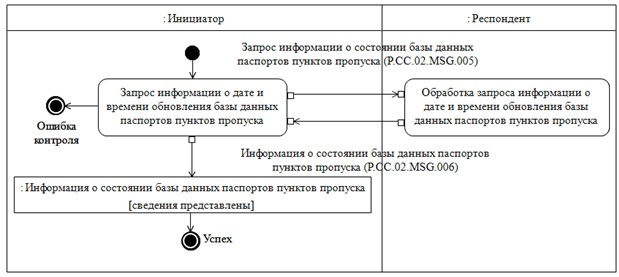 : Инициатор
: Респондент
Запрос информации о состоянии базы данных
паспортов пунктов пропуска (P.CC.02.MSG.005)
Запрос информации о дате и
времени обновления базы данных
паспортов пунктов пропуска
Обработка запроса информации о
дате и времени обновления базы
данных паспортов пунктов пропуска
Ошибка
контроля
Информация о состоянии базы данных паспортов
пунктов пропуска (P.CC.02.MSG.006)
: Информация о состоянии базы данных паспортов пунктов пропуска
[сведения представлены]
Успех